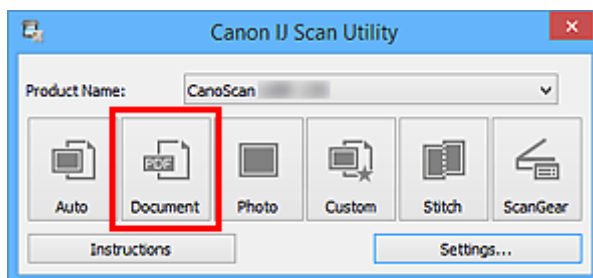 Canon IJ Scan Utility
Product Name: CanoScan
PDF
Auto Document Photo Custom Stitch ScanGear
Instructions Settings...